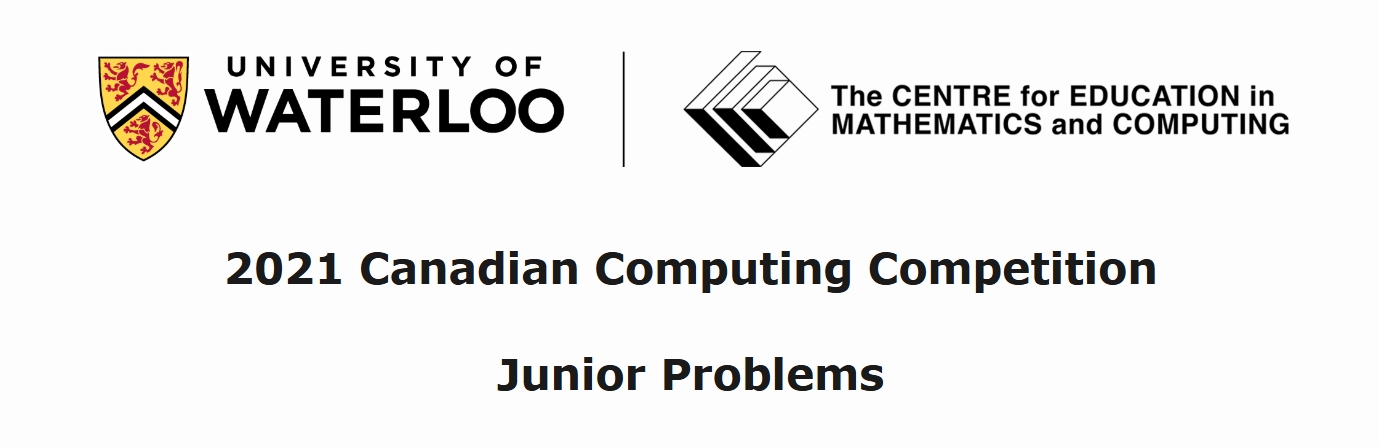 UNIVERSITY OF
WATERLOO
The CENTRE for EDUCATION in
MATHEMATICS and COMPUTING
2021 Canadian Computing Competition
Junior Problems